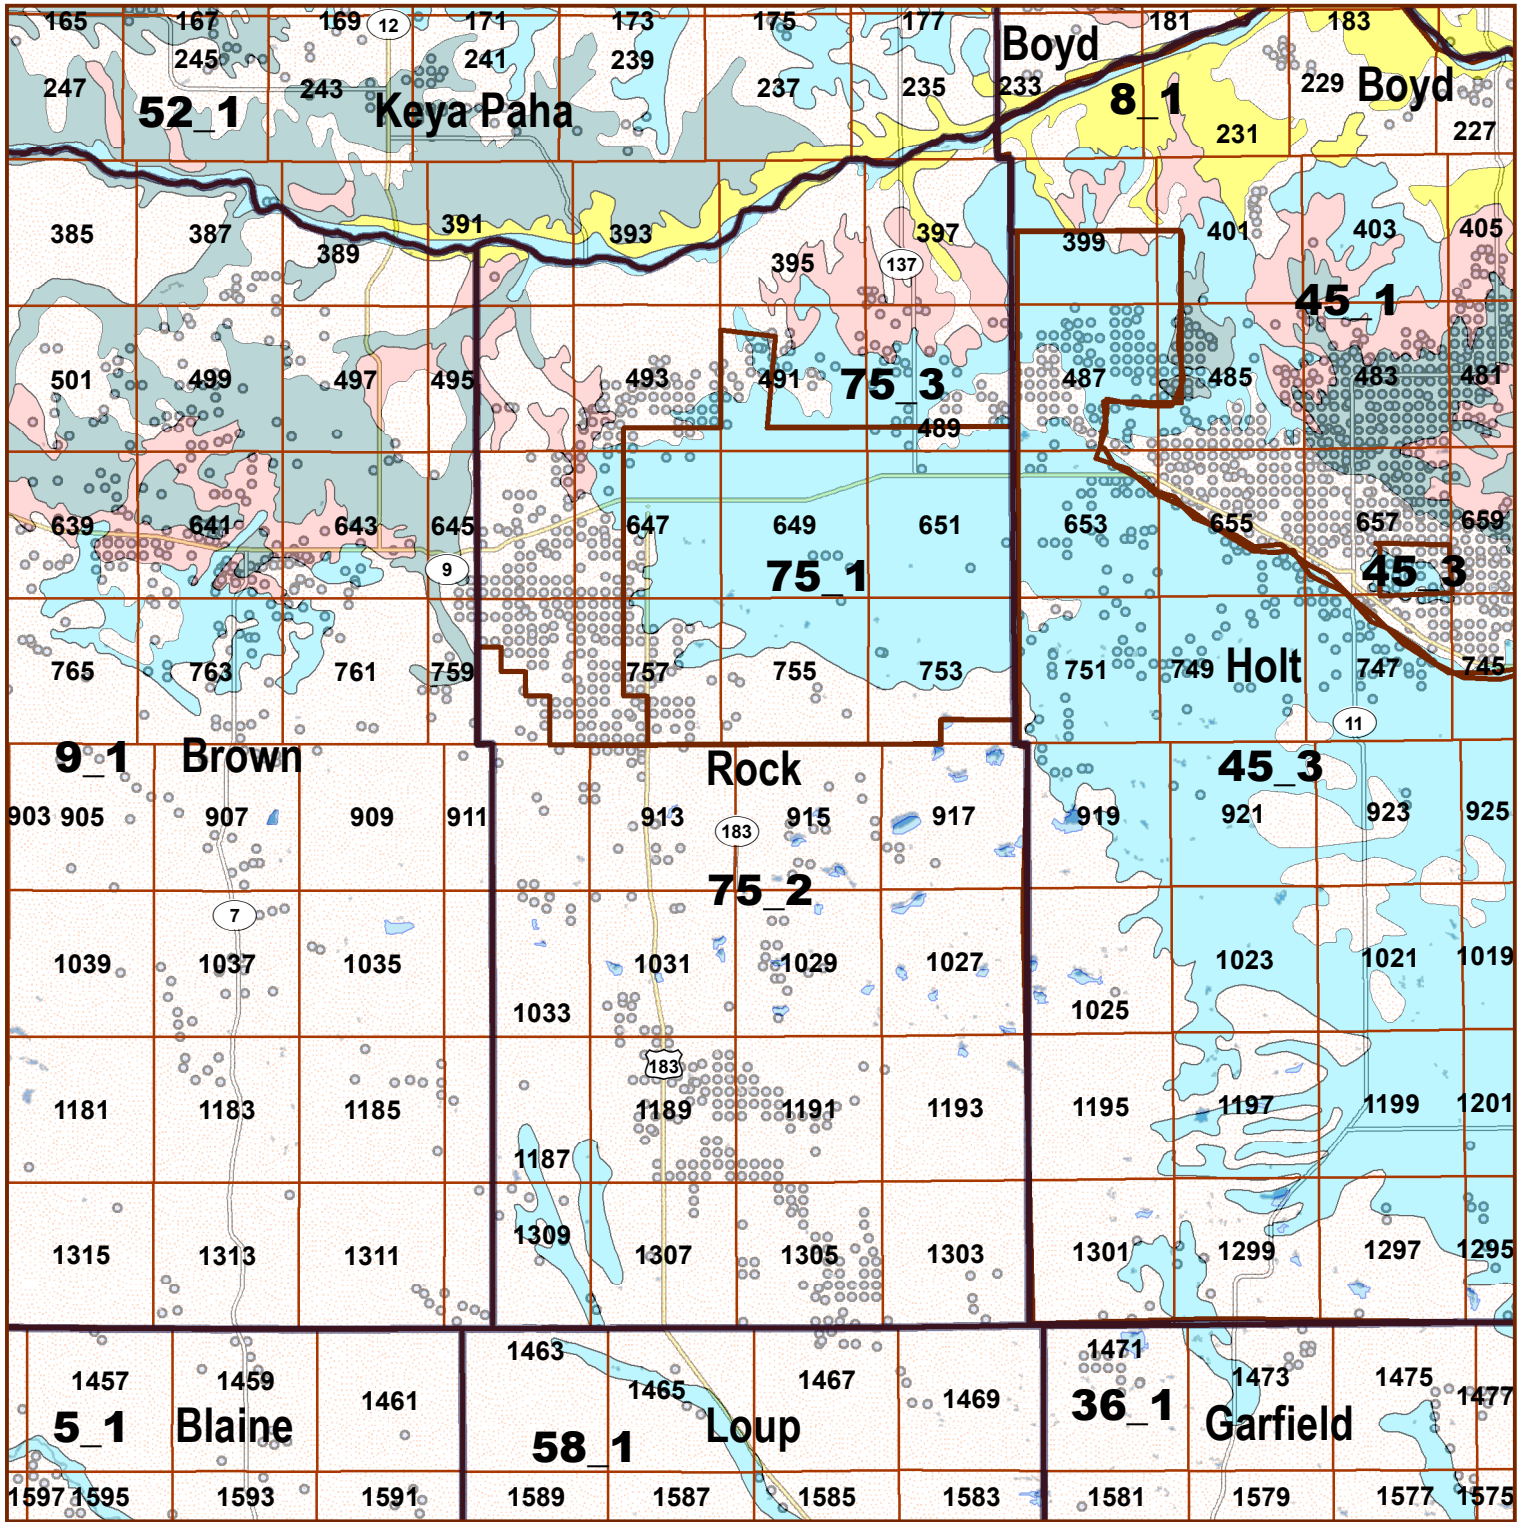 165 167 169 12 171 173 175 177 181 183
245 241 239 Boyd
247 243 237 235 233 229 Boyd
52_1 Keya Paha 8_1
231 227
385 387 391 393 397 399 401 403 405
389 395 137
45_1
501 499 497 495 493 491 75_3 487 485 483 481
489
639 641 643 645 647 649 651 653 655 657 659
9 75_1 45_3
765 763 761 759 757 755 753 751 749 Holt 747 745
11
9_1 Brown Rock 45_3
903 905 907 909 911 913 915 917 919 921 923 925
183
75_2
7
1039 1037 1035 1031 1029 1027 1023 1021 1019
1033 1025
183
1181 1183 1185 1189 1191 1193 1195 1197 1199 1201
1187
1309
1315 1313 1311 1307 1305 1303 1301 1299 1297 1295
1463 1471
1457 1459 1461 1465 1467 1469 1473 1475 1477
36_1
5_1 Blaine 58_1 Loup Garfield
1597 1595 1593 1591 1589 1587 1585 1583 1581 1579 1577 1575